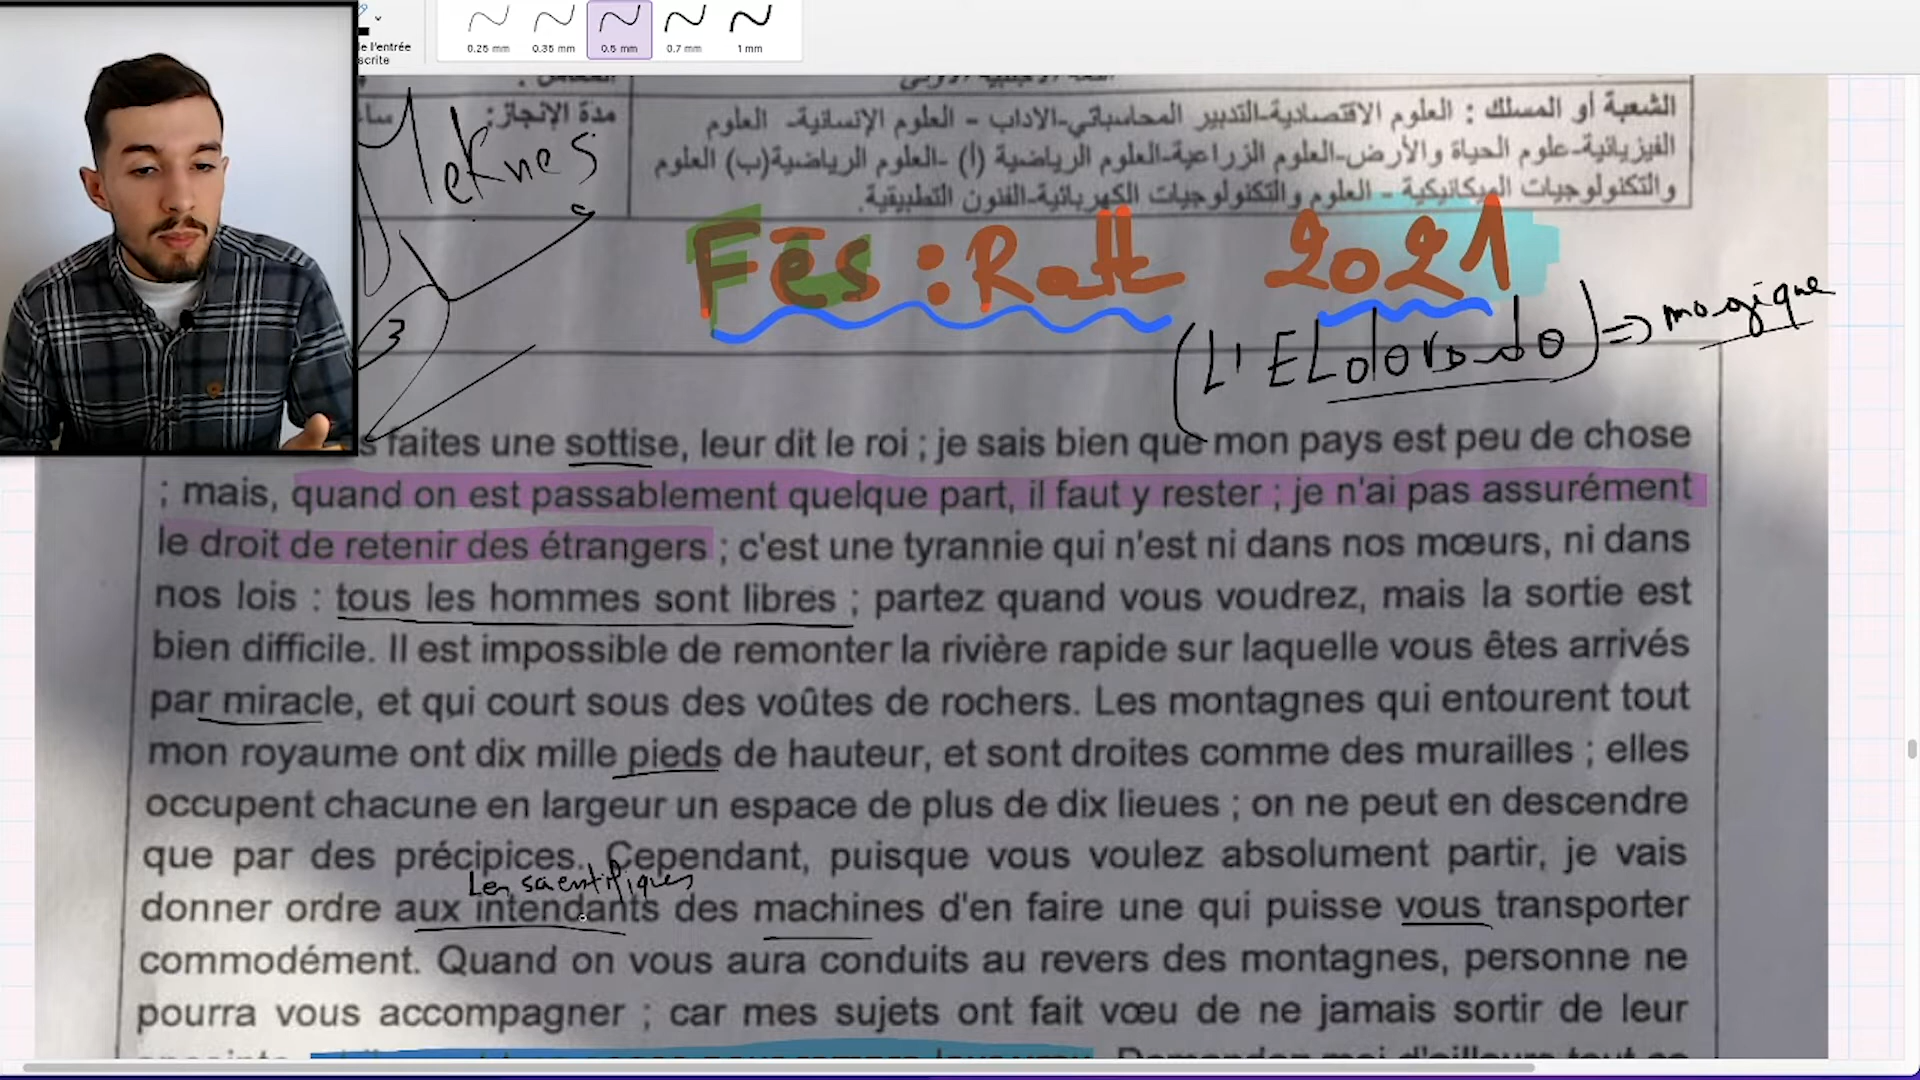 de l'entrée
scrite
0.25 mm 0.35 mm 0.5 mm 0.7 mm 1 mm
مدة الإنجاز:
الشعبة أو المسلك : العلوم الاقتصادية-التدبير المحاسباتي-الاداب - العلوم الإنسانية- العلوم
الفيزيائية-علوم الحياة والأرض-العلوم الزراعية-العلوم الرياضية (أ) -العلوم الرياضية(ب) العلوم
والتكنولوجيات الميكانيكية - العلوم والتكنولوجيات الكهربائية-الفنون التطبيقية.
Meknes
Fès : Ratt 2021
(L'ELdorado) => magique
3
s faites une sottise, leur dit le roi ; je sais bien que mon pays est peu de chose
; mais, quand on est passablement quelque part, il faut y rester ; je n'ai pas assurément
le droit de retenir des étrangers ; c'est une tyrannie qui n'est ni dans nos mœurs, ni dans
nos lois : tous les hommes sont libres ; partez quand vous voudrez, mais la sortie est
bien difficile. Il est impossible de remonter la rivière rapide sur laquelle vous êtes arrivés
par miracle, et qui court sous des voûtes de rochers. Les montagnes qui entourent tout
mon royaume ont dix mille pieds de hauteur, et sont droites comme des murailles ; elles
occupent chacune en largeur un espace de plus de dix lieues ; on ne peut en descendre
que par des précipices. Cependant, puisque vous voulez absolument partir, je vais
Les scientifiques
donner ordre aux intendants des machines d'en faire une qui puisse vous transporter
commodément. Quand on vous aura conduits au revers des montagnes, personne ne
pourra vous accompagner ; car mes sujets ont fait vœu de ne jamais sortir de leur